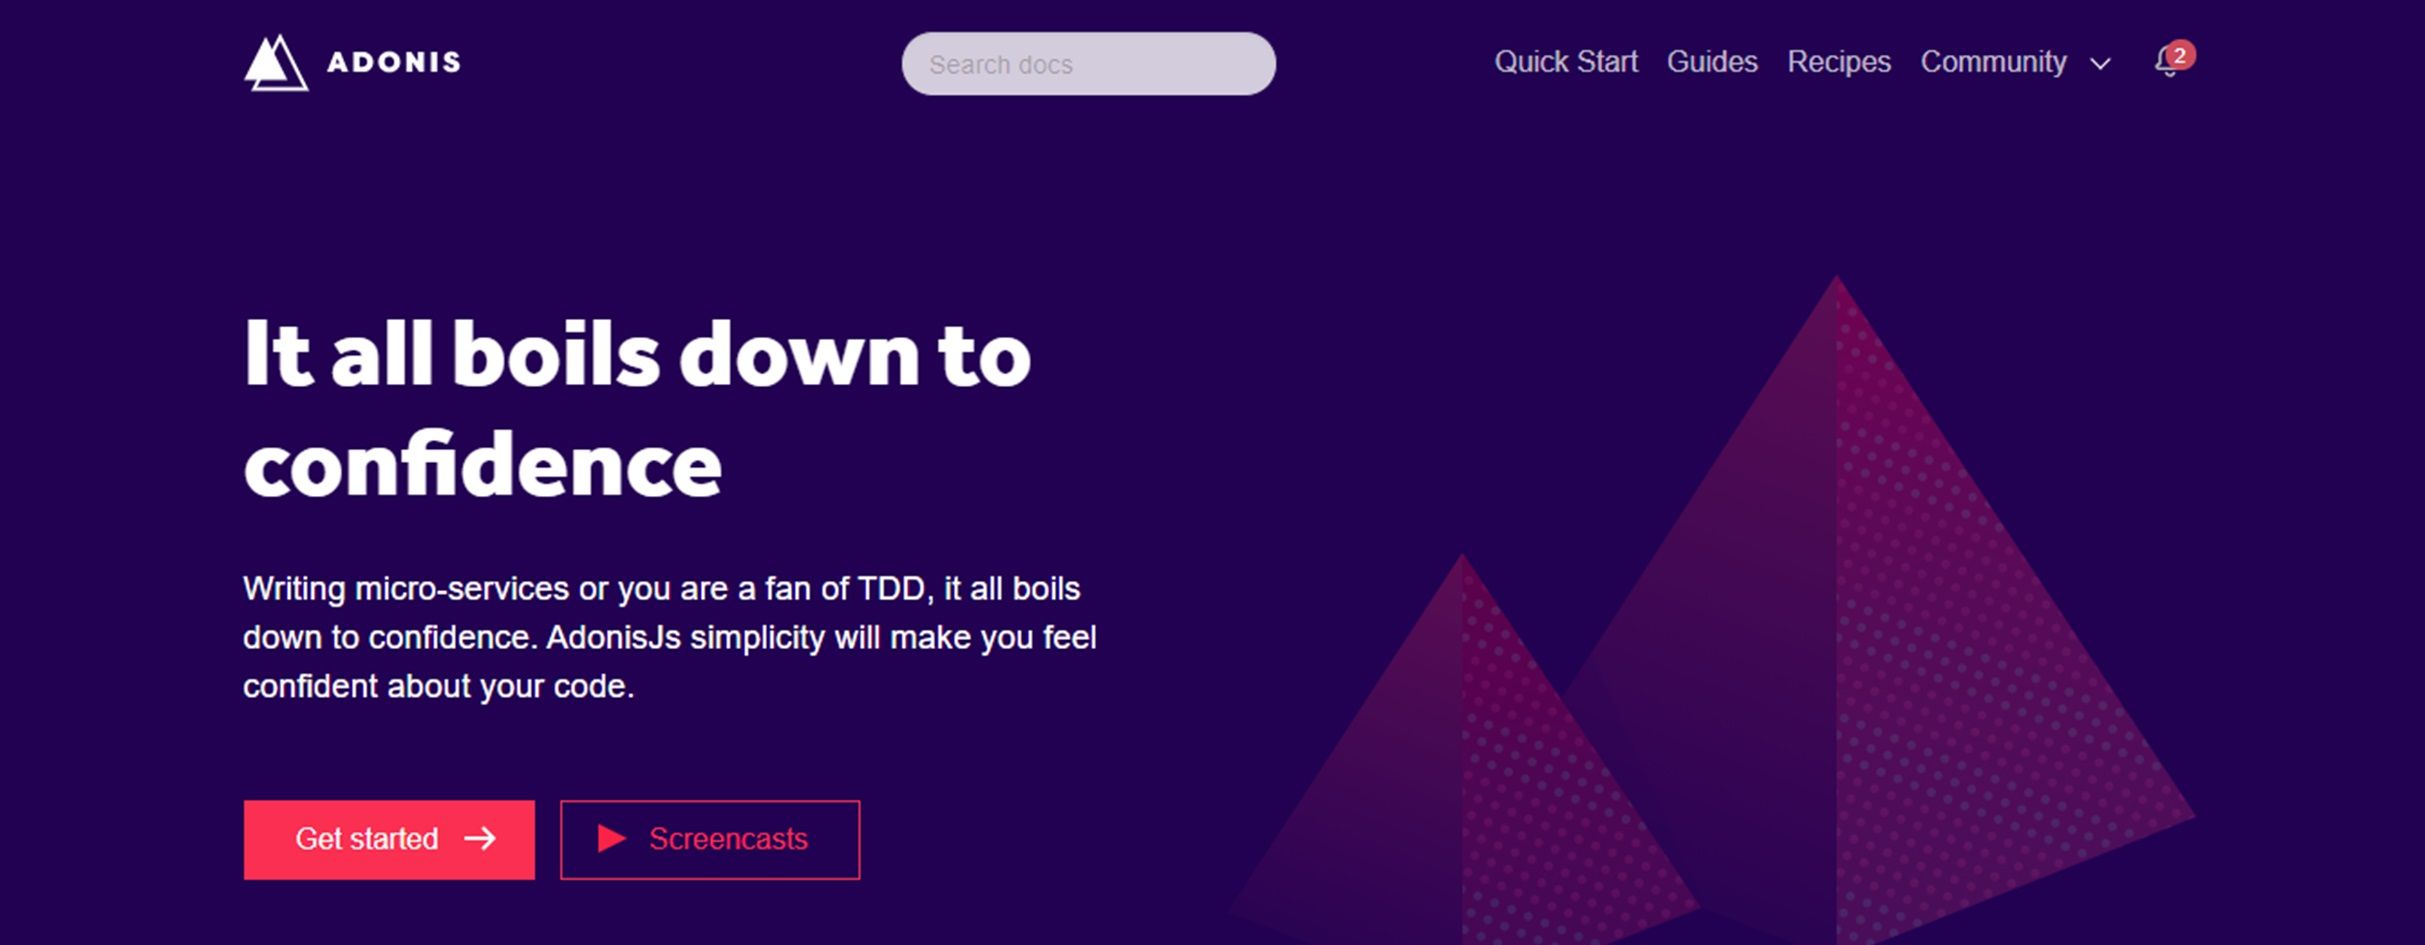 ADONIS
Search docs
Quick Start Guides Recipes Community 2
It all boils down to
confidence
Writing micro-services or you are a fan of TDD, it all boils
down to confidence. AdonisJs simplicity will make you feel
confident about your code.
Get started
Screencasts